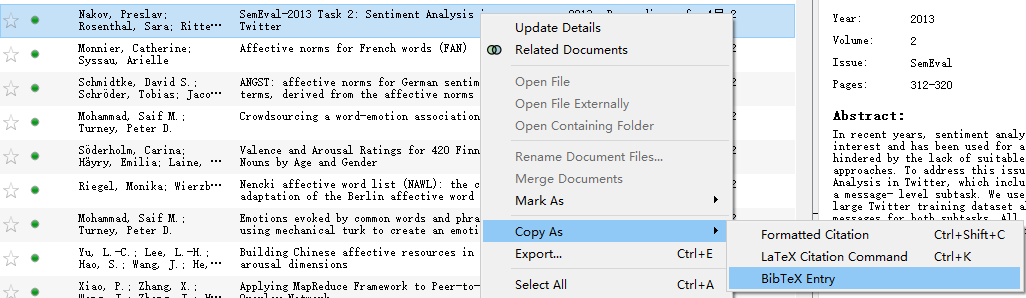 Nakov, Preslav;
Rosenthal, Sara; Ritte…
SemEval-2013 Task 2: Sentiment Analysis
Twitter
Monnier, Catherine;
Syssau, Arielle
Affective norms for French words (FAN)
Schmidtke, David S.;
Schröder, Tobias; Jaco…
ANGST: affective norms for German sentim
terms, derived from the affective norms
Mohammad, Saif M.;
Turney, Peter D.
Crowdsourcing a word-emotion association
Söderholm, Carina;
Häyry, Emilia; Laine, …
Valence and Arousal Ratings for 420 Finn
Nouns by Age and Gender
Riegel, Monika; Wierzb…
Nencki affective word list (NAWL): the c
adaptation of the Berlin affective word
Mohammad, Saif M.;
Turney, Peter D.
Emotions evoked by common words and phra
using mechanical turk to create an emoti
Yu, L.-C.; Lee, L.-H.;
Hao, S.; Wang, J.; He,…
Building Chinese affective resources in
arousal dimensions
Xiao, P.; Zhang, X.
Applying MapReduce Framework to Peer-to-
Update Details
Related Documents
Open File
Open File Externally
Open Containing Folder
Rename Document Files...
Merge Documents
Mark As
Copy As
Export... Ctrl+E
Select All Ctrl+A
Formatted Citation Ctrl+Shift+C
LaTeX Citation Command Ctrl+K
BibTeX Entry
Year: 2013
Volume: 2
Issue: SemEval
Pages: 312-320
Abstract:
In recent years, sentiment analy
interest and has been used for a
hindered by the lack of suitable
approaches. To address this issu
Analysis in Twitter, which inclu
a message- level subtask. We use
large Twitter training dataset a
messages for both subtasks. All